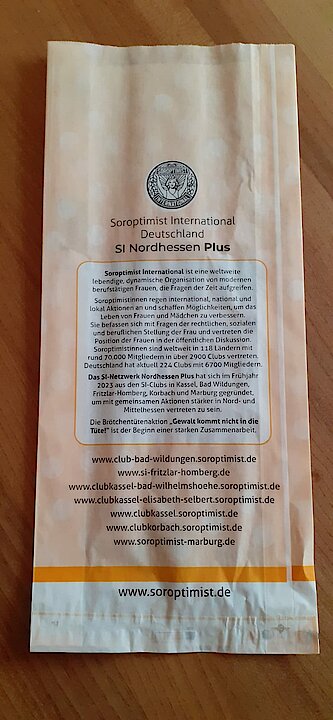 Soroptimist International
Deutschland
SI Nordhessen Plus
Soroptimist International ist eine weltweite
lebendige, dynamische Organisation von modernen
berufstätigen Frauen, die Fragen der Zeit aufgreifen.
Soroptimistinnen regen international, national und
lokal Aktionen an und schaffen Möglichkeiten, um das
Leben von Frauen und Mädchen zu verbessern.
Sie befassen sich mit Fragen der rechtlichen, sozialen
und beruflichen Stellung der Frau und vertreten die
Position der Frauen in der öffentlichen Diskussion.
Soroptimistinnen sind weltweit in 118 Ländern mit
rund 70.000 Mitgliedern in über 2900 Clubs vertreten.
Deutschland hat aktuell 224 Clubs mit 6700 Mitgliedern.
Das SI-Netzwerk Nordhessen Plus hat sich im Frühjahr
2023 aus den SI-Clubs in Kassel, Bad Wildungen,
Fritzlar-Homberg, Korbach und Marburg gegründet,
um mit gemeinsamen Aktionen stärker in Nord- und
Mittelhessen vertreten zu sein.
Die Brötchentütenaktion „Gewalt kommt nicht in die
Tüte!" ist der Beginn einer starken Zusammenarbeit.
www.club-bad-wildungen.soroptimist.de
www.si-fritzlar-homberg.de
www.clubkassel-bad-wilhelmshoehe.soroptimist.de
www.clubkassel-elisabeth-selbert.soroptimist.de
www.clubkassel.soroptimist.de
www.clubkorbach.soroptimist.de
www.soroptimist-marburg.de
www.soroptimist.de